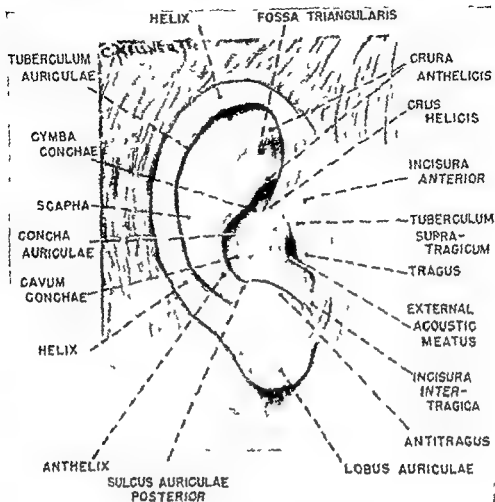 HELIX
FOSSA TRIANGULARIS
TUBERCULUM
AURICULAE
CRURA
ANTHELICIS
CYMBA
CONCHAE
CRUS
HELICIS
INCISURA
ANTERIOR
SCAPHA
TUBERCULUM
SUPRA-
TRAGICUM
CONCHA
AURICULAE
TRAGUS
CAVUM
CONCHAE
EXTERNAL
ACOUSTIC
MEATUS
HELIX
INCISURA
INTER-
TRAGICA
ANTITRAGUS
ANTHELIX
LOBUS AURICULAE
SULCUS AURICULAE
POSTERIOR